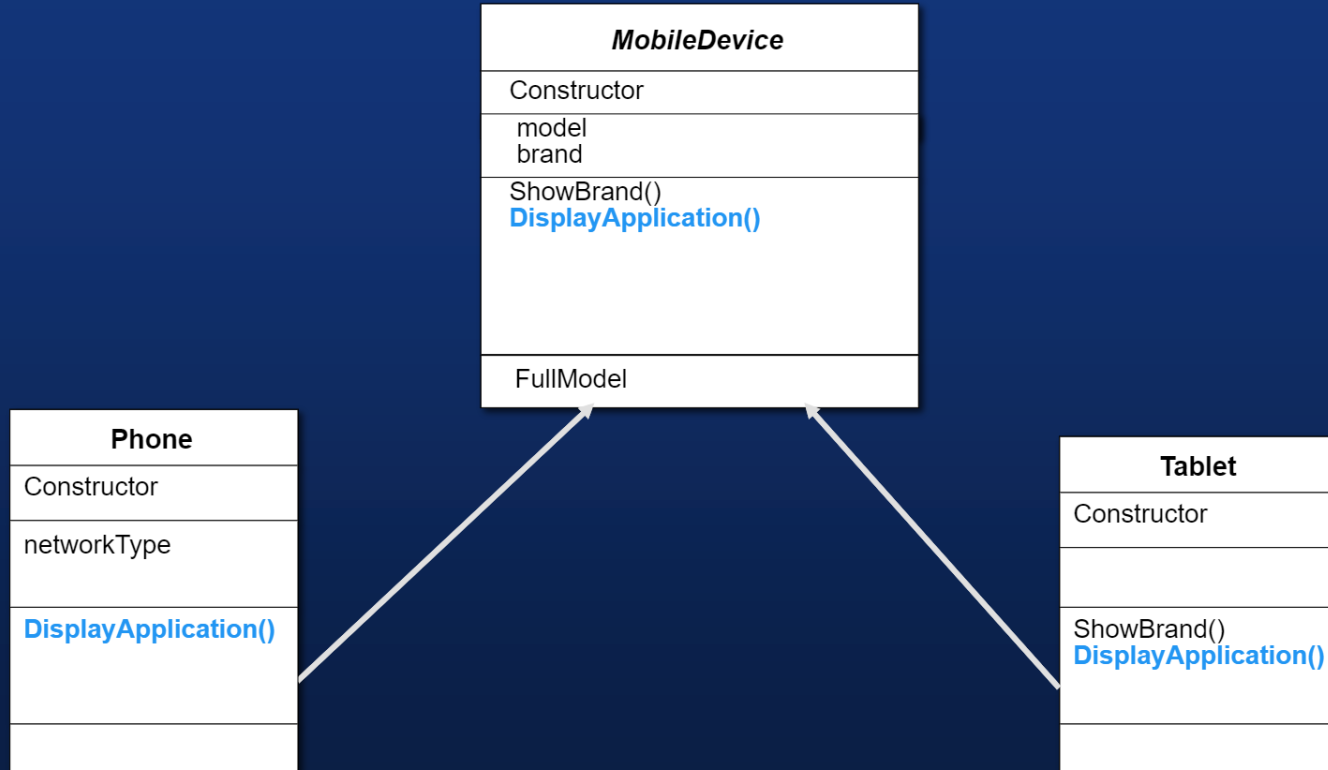 MobileDevice
Constructor
model
brand
ShowBrand()
DisplayApplication()
FullModel
Phone
Constructor
networkType
DisplayApplication()
Tablet
Constructor
ShowBrand()
DisplayApplication()